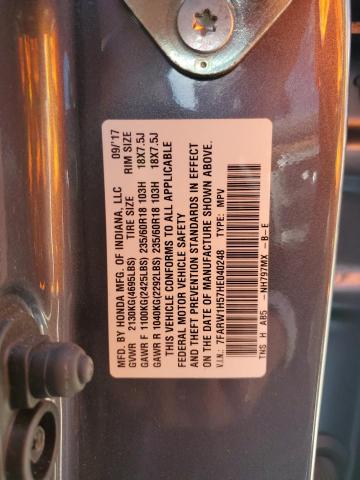 MFD. BY HONDA MFG. OF INDIANA, LLC 09/'17
GVWR 2130KG(4695LBS) TIRE SIZE RIM SIZE
GAWR F 1100KG(2425LBS) 235/60R18 103H 18X7.5J
GAWR R 1040KG(2292LBS) 235/60R18 103H 18X7.5J
THIS VEHICLE CONFORMS TO ALL APPLICABLE
FEDERAL MOTOR VEHICLE SAFETY
AND THEFT PREVENTION STANDARDS IN EFFECT
ON THE DATE OF MANUFACTURE SHOWN ABOVE.
V.I.N.: 7FARW1H57HE040248 TYPE: MPV
TNS H AB5 -NH797MX -B-E